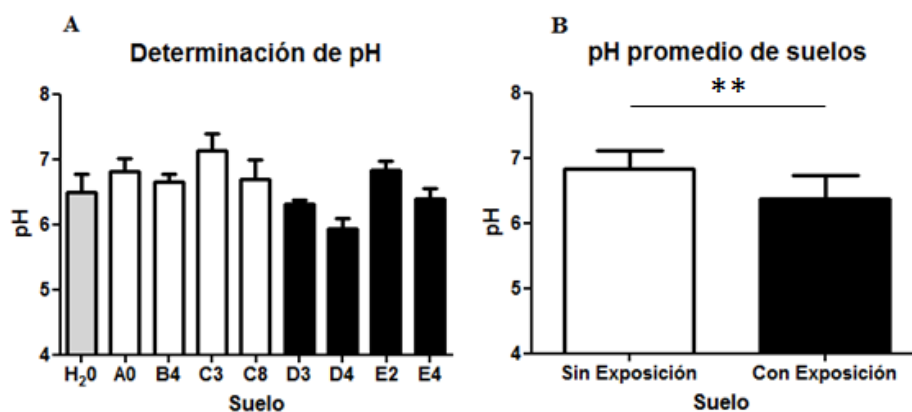 A
Determinación de pH
8
7
6
5
4
pH
H₂0 A0 B4 C3 C8 D3 D4 E2 E4
Suelo
B
pH promedio de suelos
**
8
7
6
5
4
pH
Sin Exposición Con Exposición
Suelo